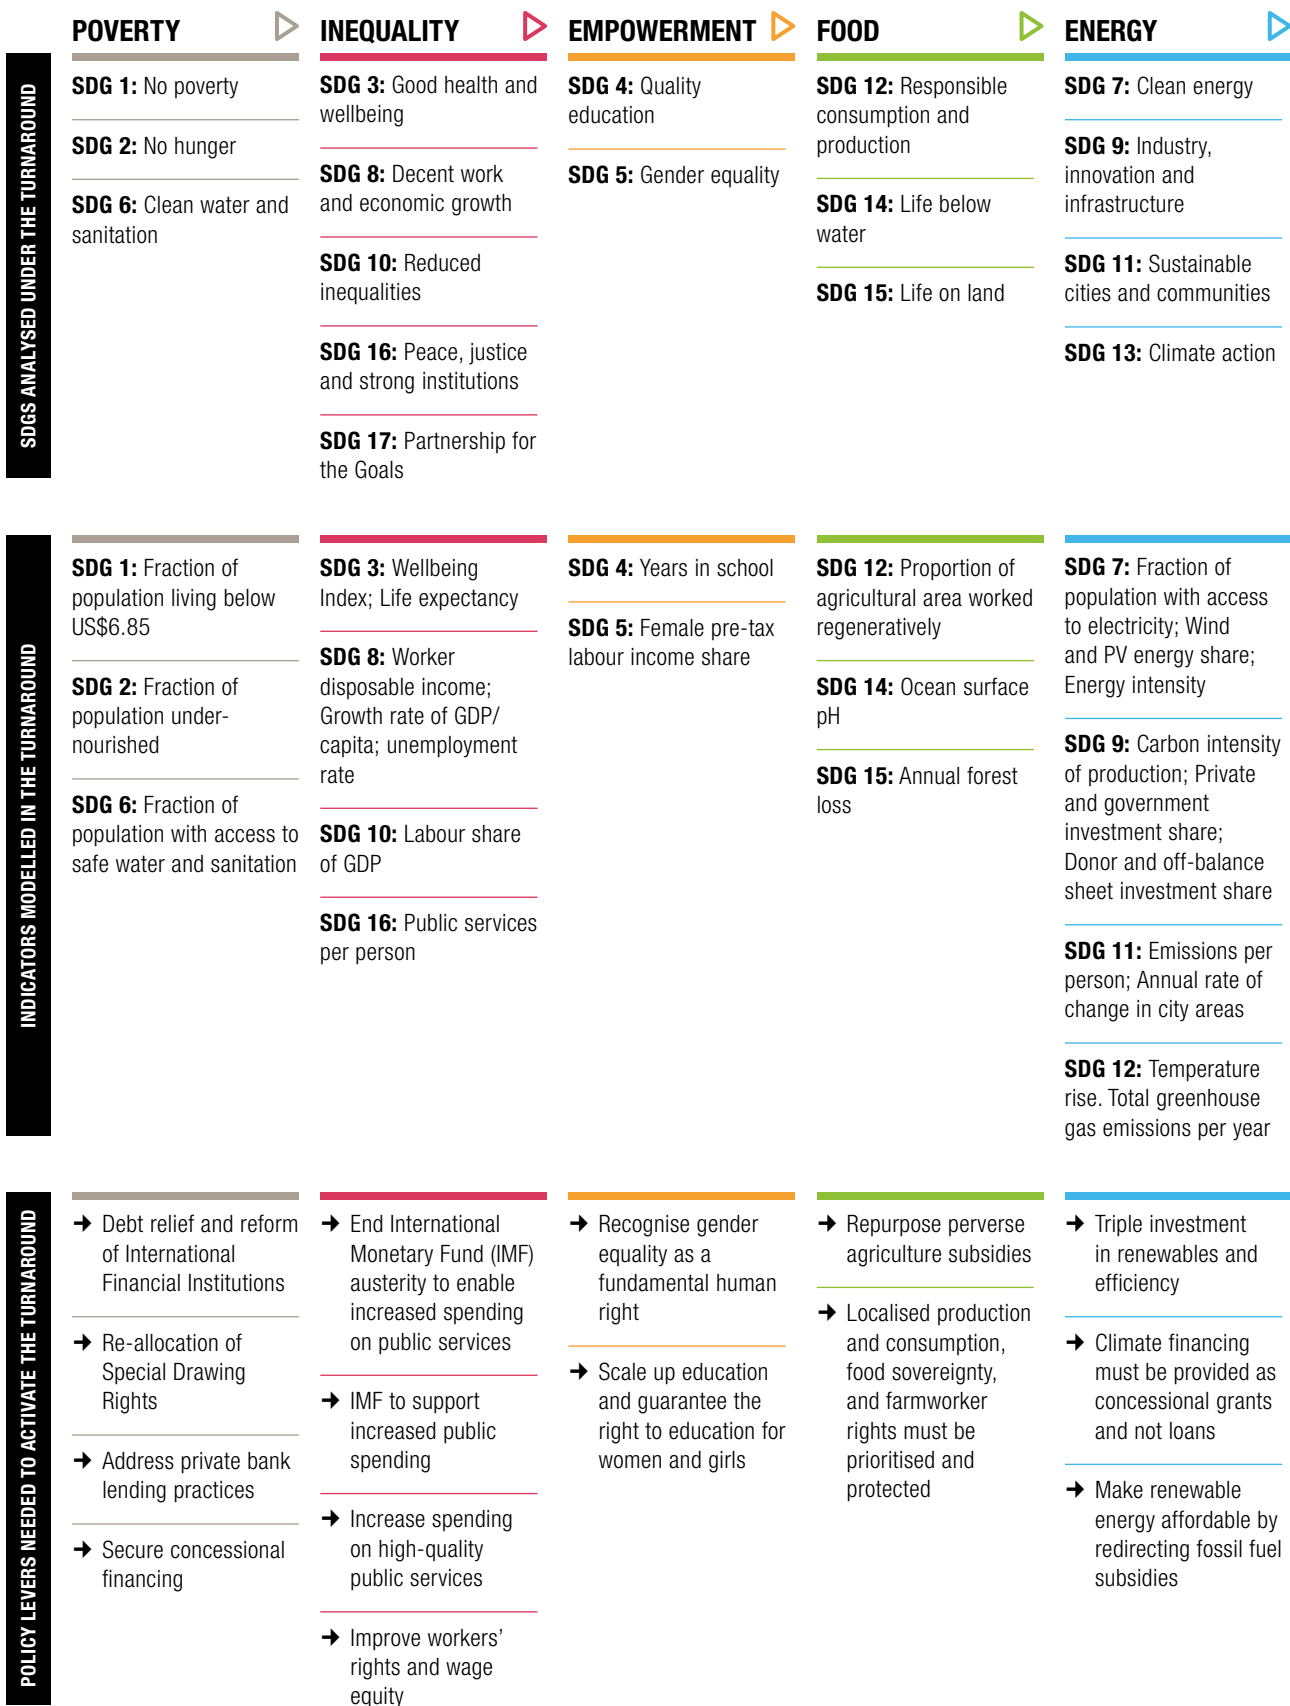 POVERTY
INEQUALITY
EMPOWERMENT
FOOD
ENERGY
SDGS ANALYSED UNDER THE TURNAROUND
SDG 1: No poverty
SDG 2: No hunger
SDG 6: Clean water and
sanitation
SDG 3: Good health and
wellbeing
SDG 8: Decent work
and economic growth
SDG 10: Reduced
inequalities
SDG 16: Peace, justice
and strong institutions
SDG 17: Partnership for
the Goals
SDG 4: Quality
education
SDG 5: Gender equality
SDG 12: Responsible
consumption and
production
SDG 14: Life below
water
SDG 15: Life on land
SDG 7: Clean energy
SDG 9: Industry,
innovation and
infrastructure
SDG 11: Sustainable
cities and communities
SDG 13: Climate action
INDICATORS MODELLED IN THE TURNAROUND
SDG 1: Fraction of
population living below
US$6.85
SDG 2: Fraction of
population under-
nourished
SDG 6: Fraction of
population with access to
safe water and sanitation
SDG 3: Wellbeing
Index; Life expectancy
SDG 8: Worker
disposable income;
Growth rate of GDP/
capita; unemployment
rate
SDG 10: Labour share
of GDP
SDG 16: Public services
per person
SDG 4: Years in school
SDG 5: Female pre-tax
labour income share
SDG 12: Proportion of
agricultural area worked
regeneratively
SDG 14: Ocean surface
pH
SDG 15: Annual forest
loss
SDG 7: Fraction of
population with access
to electricity; Wind
and PV energy share;
Energy intensity
SDG 9: Carbon intensity
of production; Private
and government
investment share;
Donor and off-balance
sheet investment share
SDG 11: Emissions per
person; Annual rate of
change in city areas
SDG 12: Temperature
rise. Total greenhouse
gas emissions per year
POLICY LEVERS NEEDED TO ACTIVATE THE TURNAROUND
➔ Debt relief and reform
of International
Financial Institutions
➔ Re-allocation of
Special Drawing
Rights
➔ Address private bank
lending practices
➔ Secure concessional
financing
➔ End International
Monetary Fund (IMF)
austerity to enable
increased spending
on public services
➔ IMF to support
increased public
spending
➔ Increase spending
on high-quality
public services
➔ Improve workers’
rights and wage
equity
➔ Recognise gender
equality as a
fundamental human
right
➔ Scale up education
and guarantee the
right to education for
women and girls
➔ Repurpose perverse
agriculture subsidies
➔ Localised production
and consumption,
food sovereignty,
and farmworker
rights must be
prioritised and
protected
➔ Triple investment
in renewables and
efficiency
➔ Climate financing
must be provided as
concessional grants
and not loans
➔ Make renewable
energy affordable by
redirecting fossil fuel
subsidies